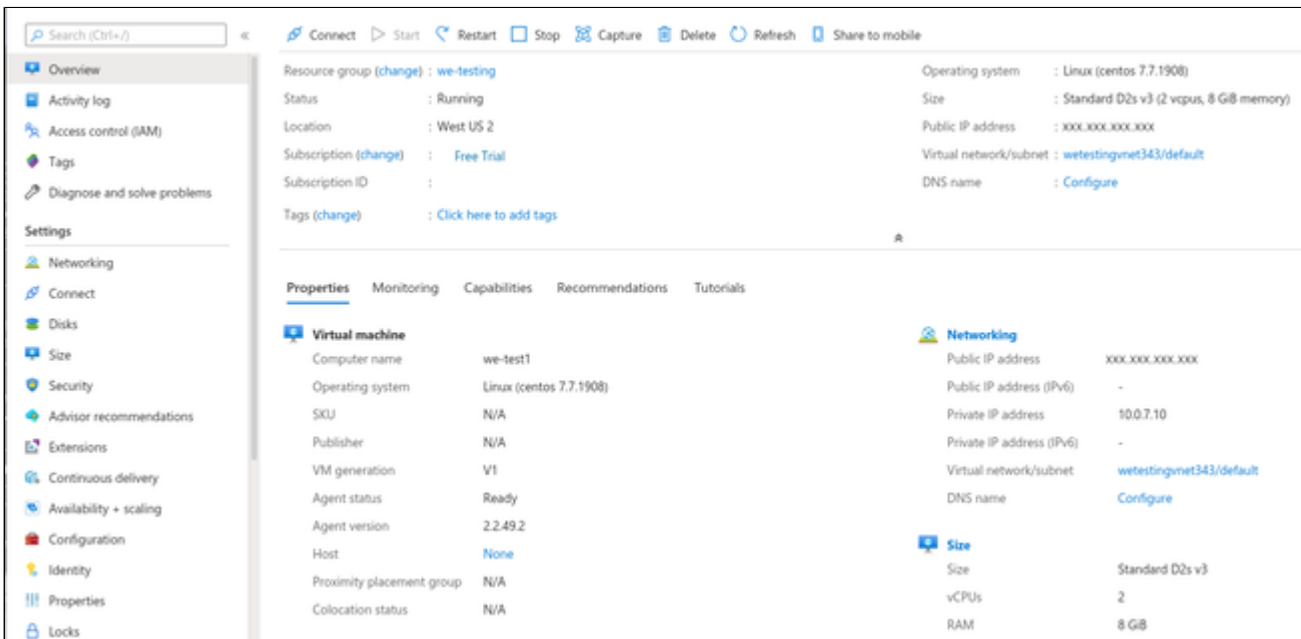 Search (Ctrl+/)
«
Connect Start Restart Stop Capture Delete Refresh Share to mobile
Overview
Activity log
Access control (IAM)
Tags
Diagnose and solve problems
Settings
Networking
Connect
Disks
Size
Security
Advisor recommendations
Extensions
Continuous delivery
Availability + scaling
Configuration
Identity
Properties
Locks
Resource group (change) : we-testing
Status : Running
Location : West US 2
Subscription (change) : Free Trial
Subscription ID :
Tags (change) : Click here to add tags
Operating system : Linux (centos 7.7.1908)
Size : Standard D2s v3 (2 vcpus, 8 GiB memory)
Public IP address : xxx.xxx.xxx.xxx
Virtual network/subnet : wetestingvnet343/default
DNS name : Configure
Properties Monitoring Capabilities Recommendations Tutorials
Virtual machine
Computer name we-test1
Operating system Linux (centos 7.7.1908)
SKU N/A
Publisher N/A
VM generation V1
Agent status Ready
Agent version 2.2.49.2
Host None
Proximity placement group N/A
Colocation status N/A
Networking
Public IP address xxx.xxx.xxx.xxx
Public IP address (IPv6) -
Private IP address 10.0.7.10
Private IP address (IPv6) -
Virtual network/subnet wetestingvnet343/default
DNS name Configure
Size
Size Standard D2s v3
vCPUs 2
RAM 8 GiB